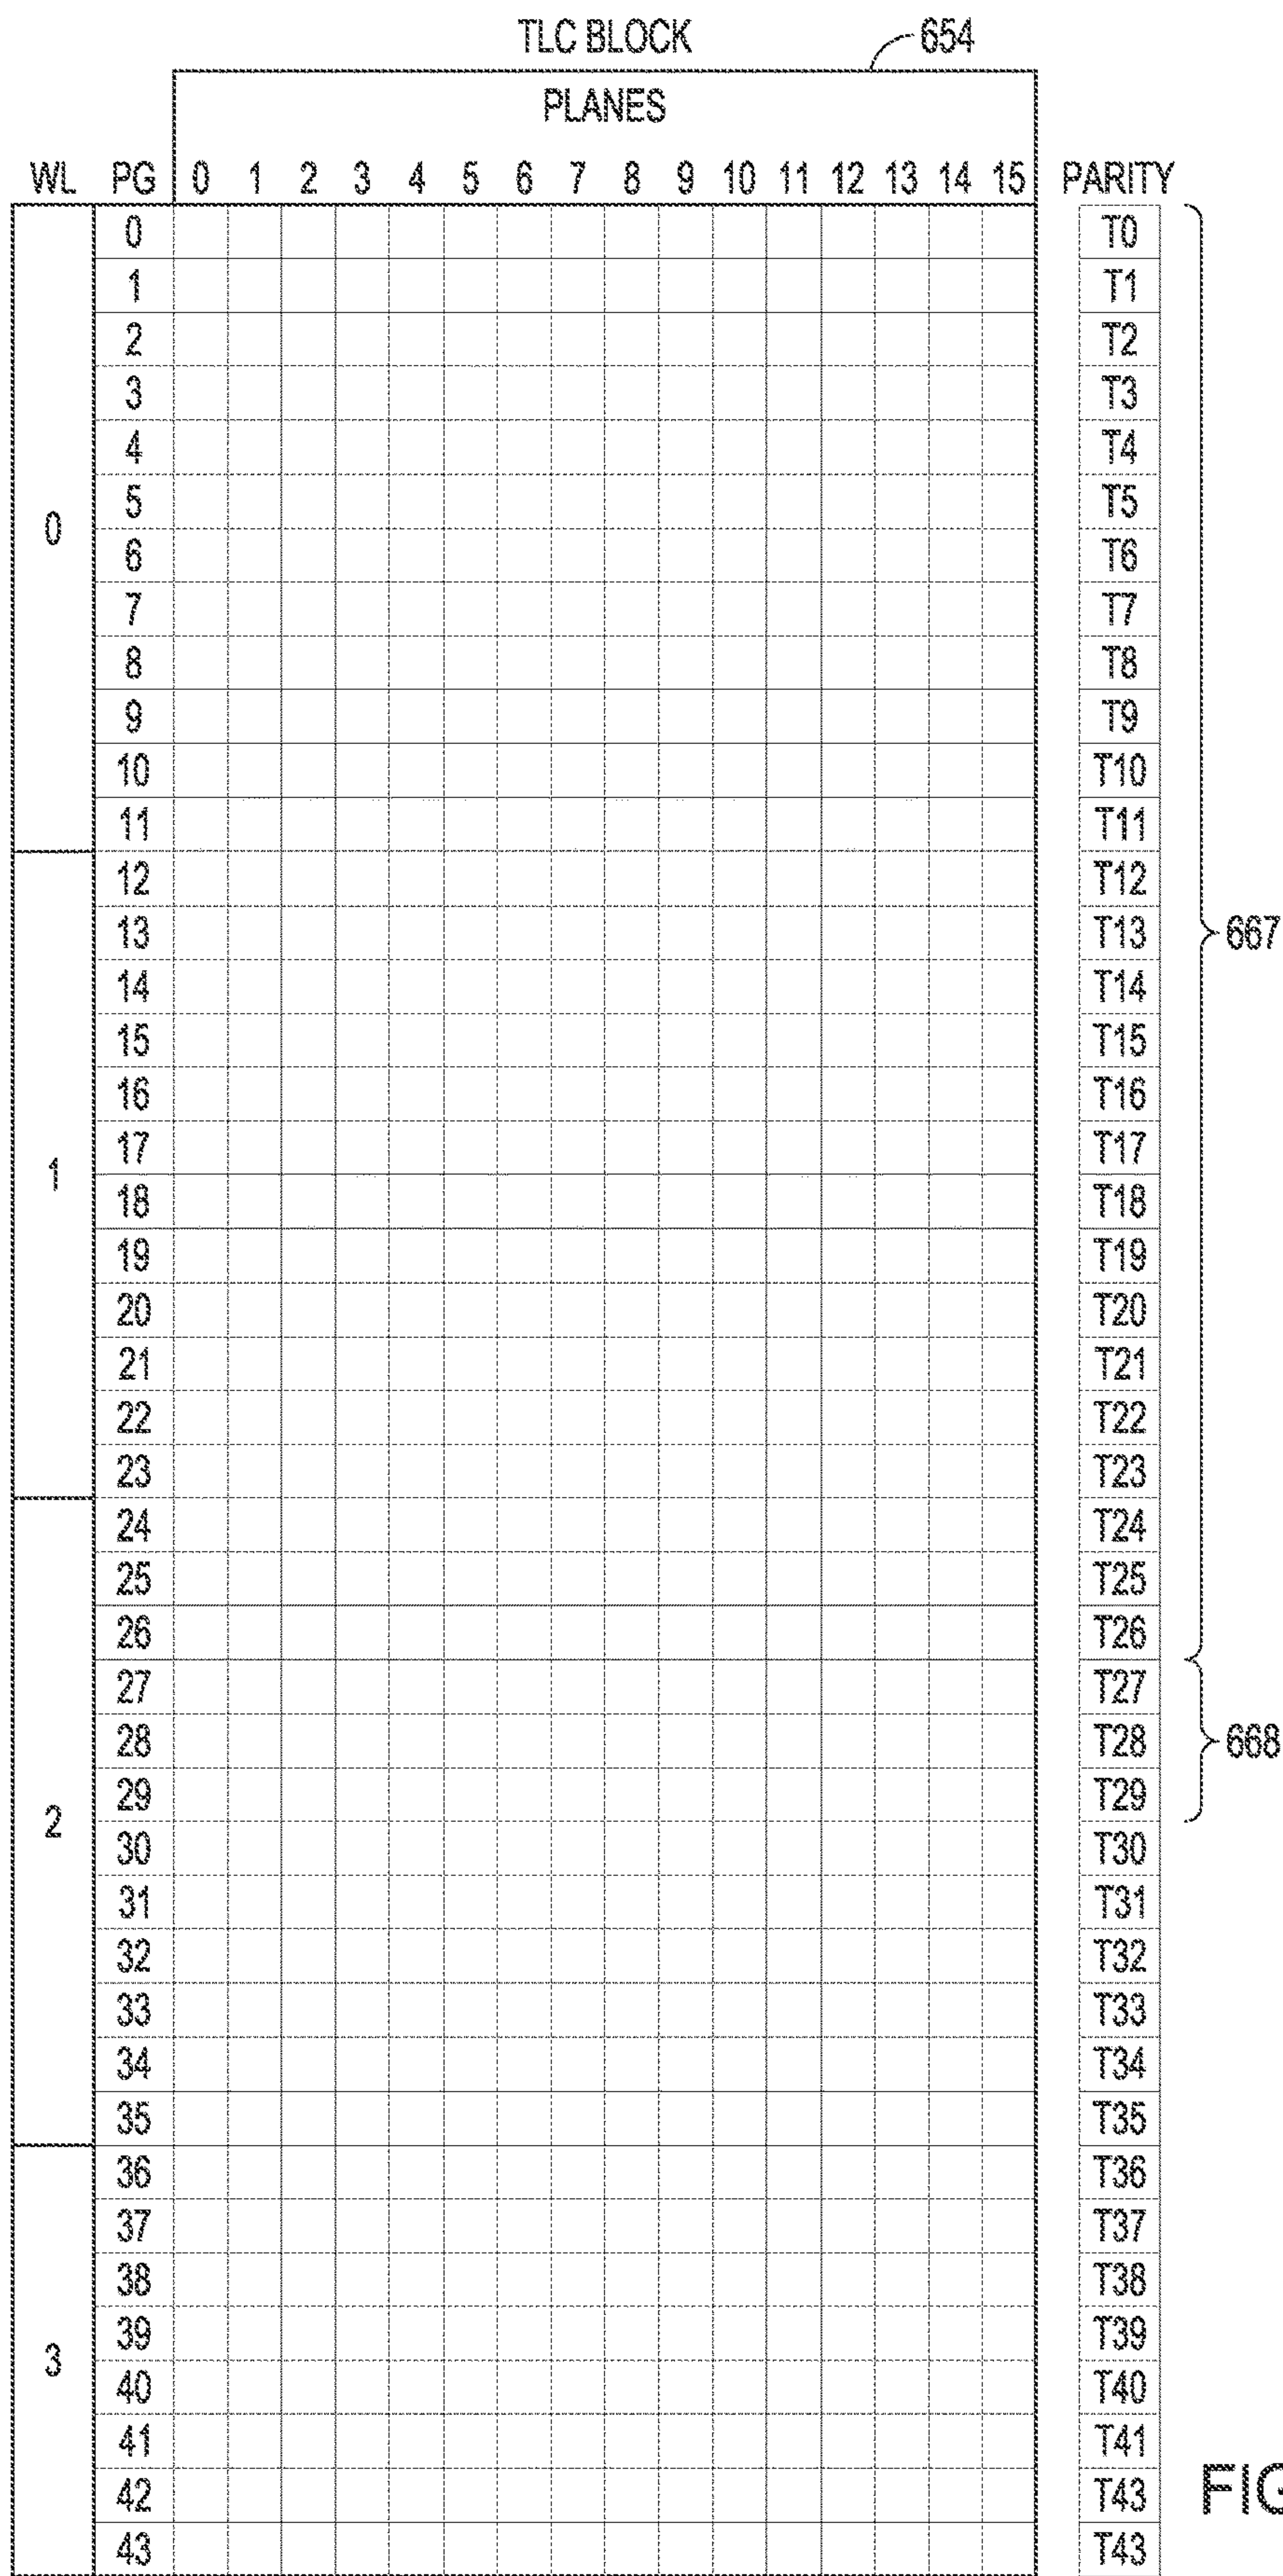 TLC BLOCK 654
PLANES
WL PG 0 1 2 3 4 5 6 7 8 9 10 11 12 13 14 15 PARITY
0 T0
1 T1
2 T2
3 T3
4 T4
5 T5
0
6 T6
7 T7
8 T8
9 T9
10 T10
11 T11
12 T12
13 T13 667
14 T14
15 T15
16 T16
17 T17
1
18 T18
19 T19
20 T20
21 T21
22 T22
23 T23
24 T24
25 T25
26 T26
27 T27
28 T28 668
29 T29
2
30 T30
31 T31
32 T32
33 T33
34 T34
35 T35
36 T36
37 T37
38 T38
39 T39
3
40 T40
41 T41
42 T43 FIG
43 T43